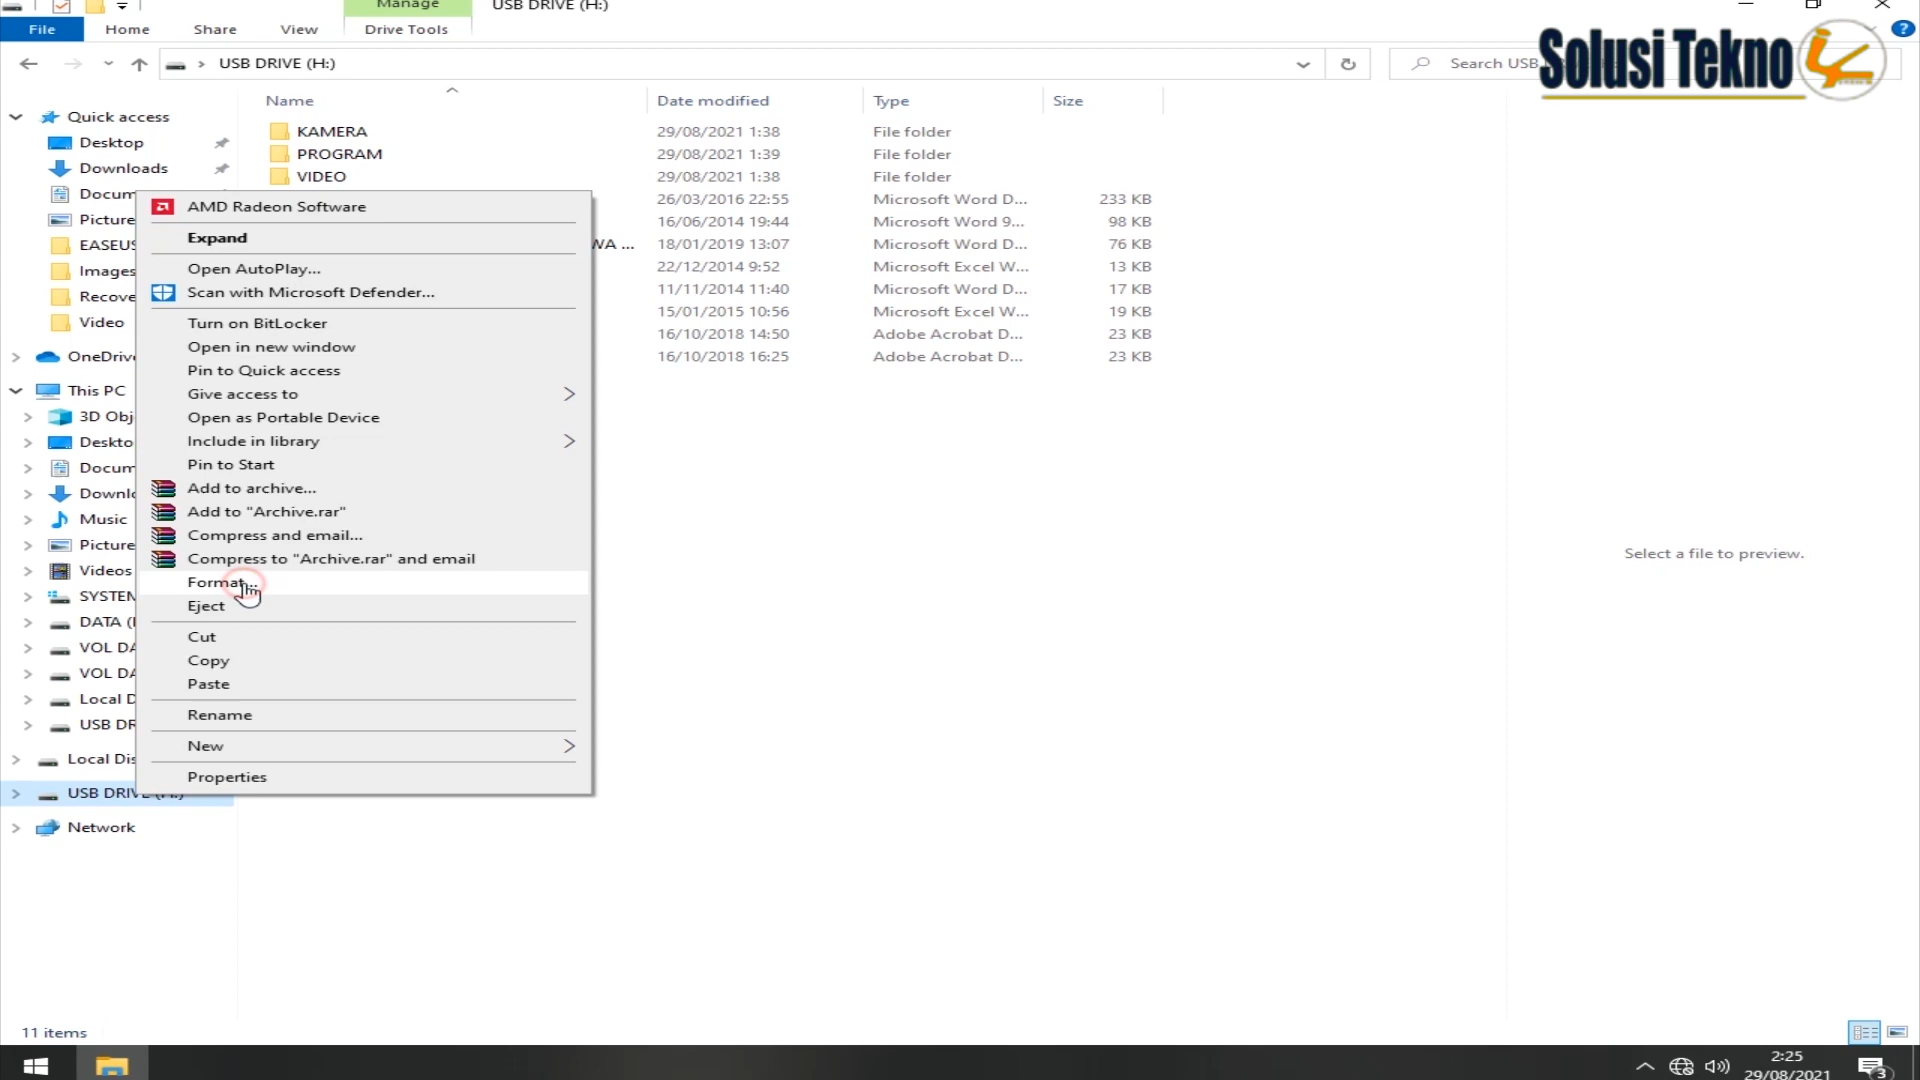 Manage
USB DRIVE (H:)
File
Home
Share
View
Drive Tools
USB DRIVE (H:)
Search USB
Solusi Tekno
Name
Date modified
Type
Size
Quick access
Desktop
Downloads
Docum
Picture
EASEUS
Images
Recove
Video
OneDriv
This PC
3D Obj
Deskto
Docum
Downlo
Music
Picture
Videos
SYSTEM
DATA (
VOL DA
VOL DA
Local D
USB DR
Local Dis
USB DRIVE (H:)
Network
KAMERA 29/08/2021 1:38 File folder
PROGRAM 29/08/2021 1:39 File folder
VIDEO 29/08/2021 1:38 File folder
26/03/2016 22:55 Microsoft Word D... 233 KB
16/06/2014 19:44 Microsoft Word 9... 98 KB
WA ... 18/01/2019 13:07 Microsoft Word D... 76 KB
22/12/2014 9:52 Microsoft Excel W... 13 KB
11/11/2014 11:40 Microsoft Word D... 17 KB
15/01/2015 10:56 Microsoft Excel W... 19 KB
16/10/2018 14:50 Adobe Acrobat D... 23 KB
16/10/2018 16:25 Adobe Acrobat D... 23 KB
AMD Radeon Software
Expand
Open AutoPlay...
Scan with Microsoft Defender...
Turn on BitLocker
Open in new window
Pin to Quick access
Give access to
Open as Portable Device
Include in library
Pin to Start
Add to archive...
Add to "Archive.rar"
Compress and email...
Compress to "Archive.rar" and email
Format...
Eject
Cut
Copy
Paste
Rename
New
Properties
Select a file to preview.
11 items
2:25
29/08/2021
3